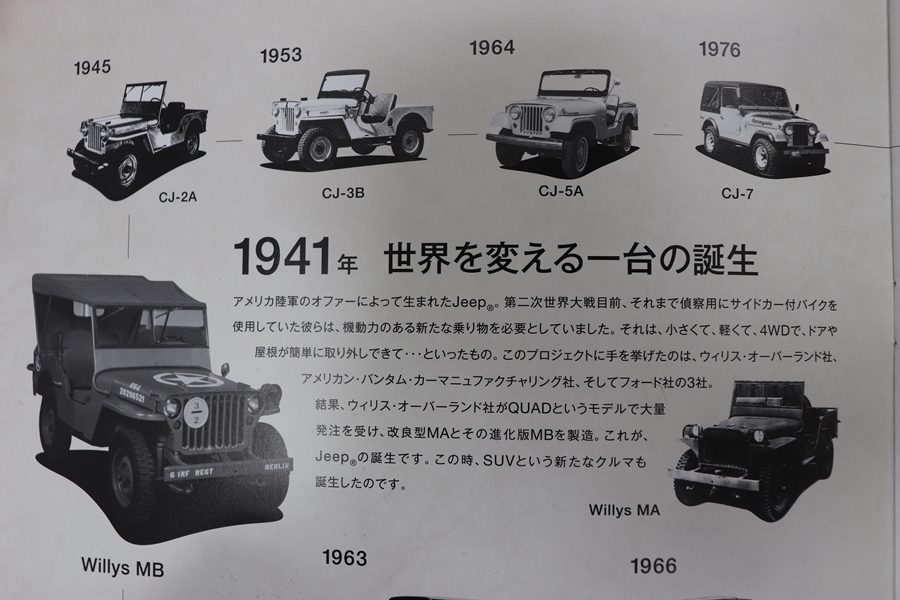 1945
1953
1964
1976
CJ-2A
CJ-3B
CJ-5A
CJ-7
1941年 世界を変える一台の誕生
アメリカ陸軍のオファーによって生まれたJeep®。第二次世界大戦目前、それまで偵察用にサイドカー付バイクを
使用していた彼らは、機動力のある新たな乗り物を必要としていました。それは、小さくて、軽くて、4WDで、ドアや
屋根が簡単に取り外しできて・・・といったもの。このプロジェクトに手を挙げたのは、ウィリス・オーバーランド社、
アメリカン・バンタム・カーマニュファクチャリング社、そしてフォード社の3社。
結果、ウィリス・オーバーランド社がQUADというモデルで大量
発注を受け、改良型MAとその進化版MBを製造。これが、
Jeep®の誕生です。この時、SUVという新たなクルマも
誕生したのです。
USA
20296521
3
2
6 INF REGT
BERLIN
Willys MA
Willys MB
1963
1966